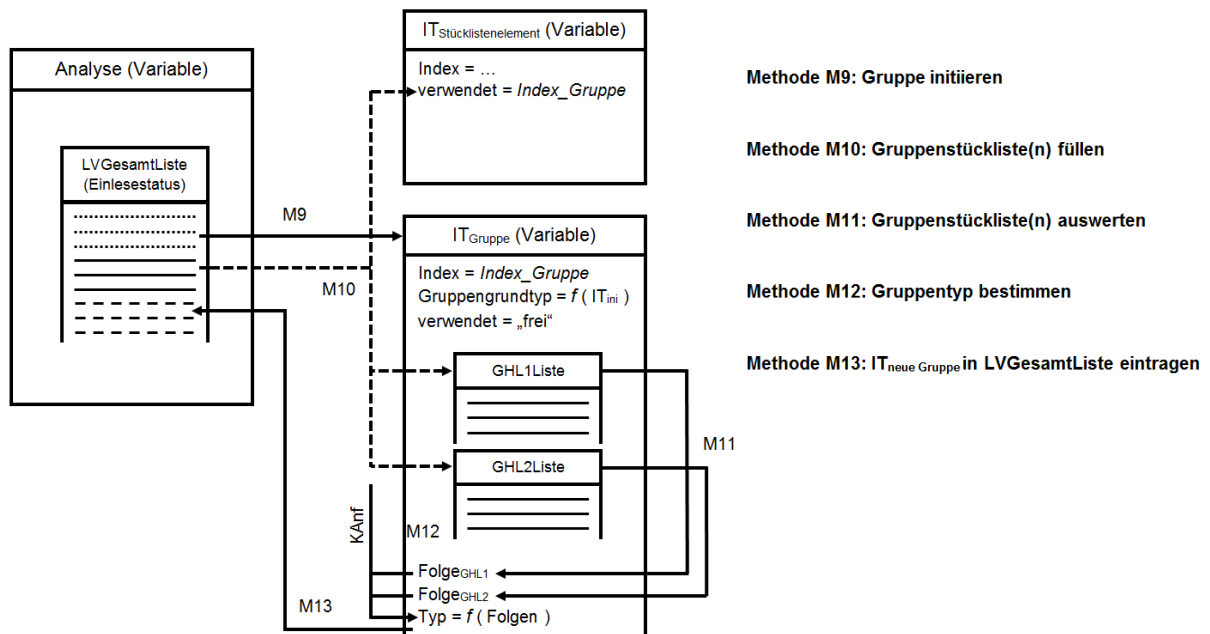 Analyse (Variable)
LVGesamtListe
(Einlesestatus)
M9
M10
M13
IT Stücklistenelement (Variable)
Index = ...
verwendet = Index_Gruppe
IT Gruppe (Variable)
Index = Index_Gruppe
Gruppengrundtyp = f ( IT ini )
verwendet = „frei“
GHL1Liste
GHL2Liste
M11
KAnf
M12
Folge GHL1
Folge GHL2
Typ = f ( Folgen )
Methode M9: Gruppe initiieren
Methode M10: Gruppenstückliste(n) füllen
Methode M11: Gruppenstückliste(n) auswerten
Methode M12: Gruppentyp bestimmen
Methode M13: IT neue Gruppe in LVGesamtListe eintragen